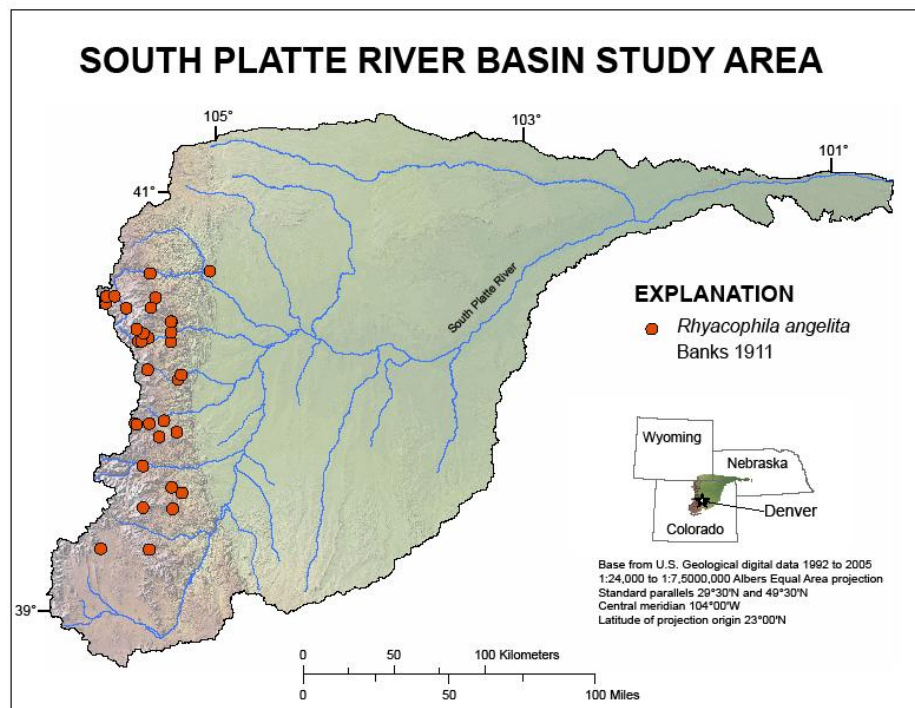 SOUTH PLATTE RIVER BASIN STUDY AREA
105°
103°
101°
41°
South Platte River
EXPLANATION
Rhyacophila angelita
Banks 1911
Wyoming
Nebraska
Denver
Colorado
Base from U.S. Geological digital data 1992 to 2005
1:24,000 to 1:7,5000,000 Albers Equal Area projection
Standard parallels 29°30'N and 49°30'N
Central meridian 104°00'W
Latitude of projection origin 23°00'N
39°
0 50 100 Kilometers
0 50 100 Miles